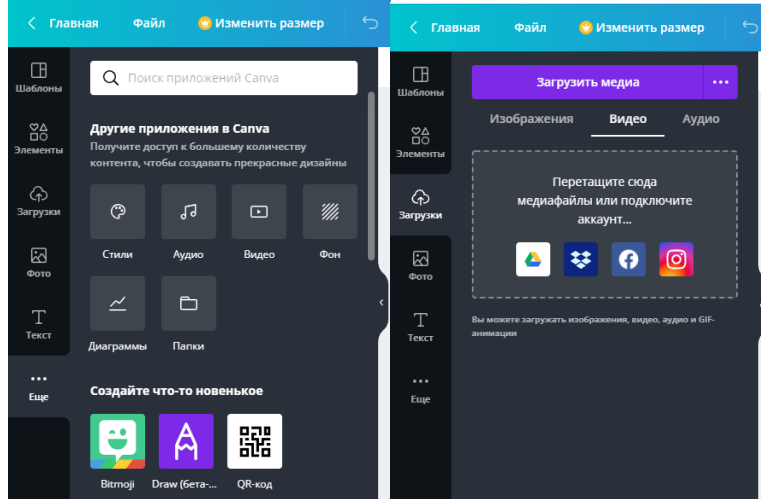 Главная Файл Изменить размер
Шаблоны
Элементы
Загрузки
Фото
Текст
Еще
Поиск приложений Canva
Другие приложения в Canva
Получите доступ к большему количеству
контента, чтобы создавать прекрасные дизайны
Стили Аудио Видео Фон
Диаграммы Папки
Создайте что-то новенькое
Bitmoji Draw (бета-... QR-код
Главная Файл Изменить размер
Шаблоны
Элементы
Загрузки
Фото
Текст
Еще
Загрузить медиа
Изображения Видео Аудио
Перетащите сюда
медиафайлы или подключите
аккаунт...
Вы можете загружать изображения, видео, аудио и GIF-
анимации